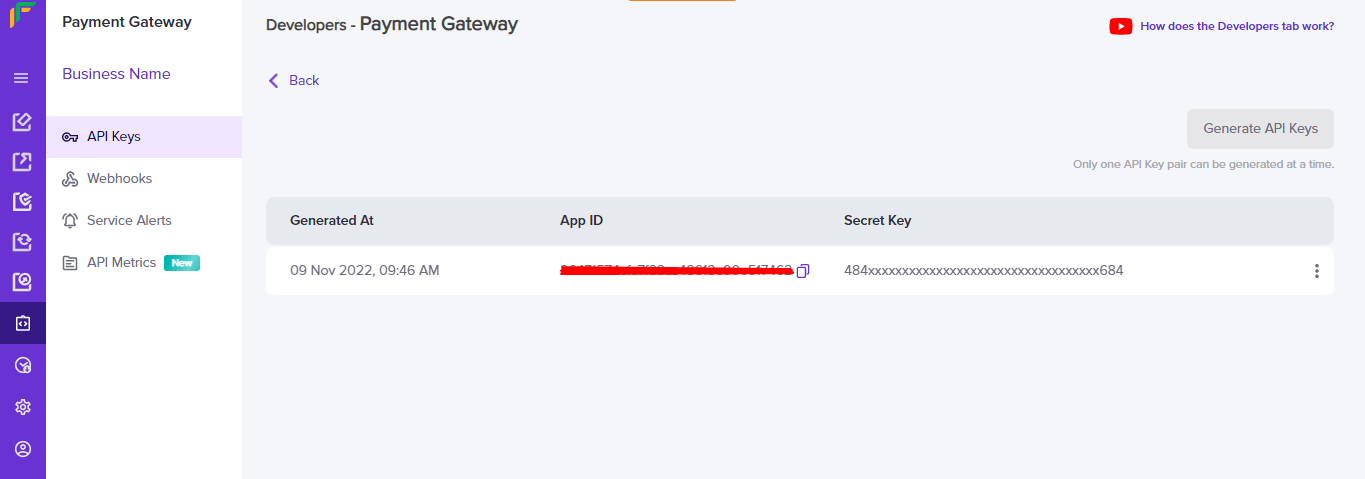 Payment Gateway
Developers - Payment Gateway
How does the Developers tab work?
Business Name
Back
API Keys
Webhooks
Service Alerts
API Metrics New
Generate API Keys
Only one API Key pair can be generated at a time.
Generated At App ID Secret Key
09 Nov 2022, 09:46 AM 484xxxxxxxxxxxxxxxxxxxxxxxxxxxxxxxxxx684